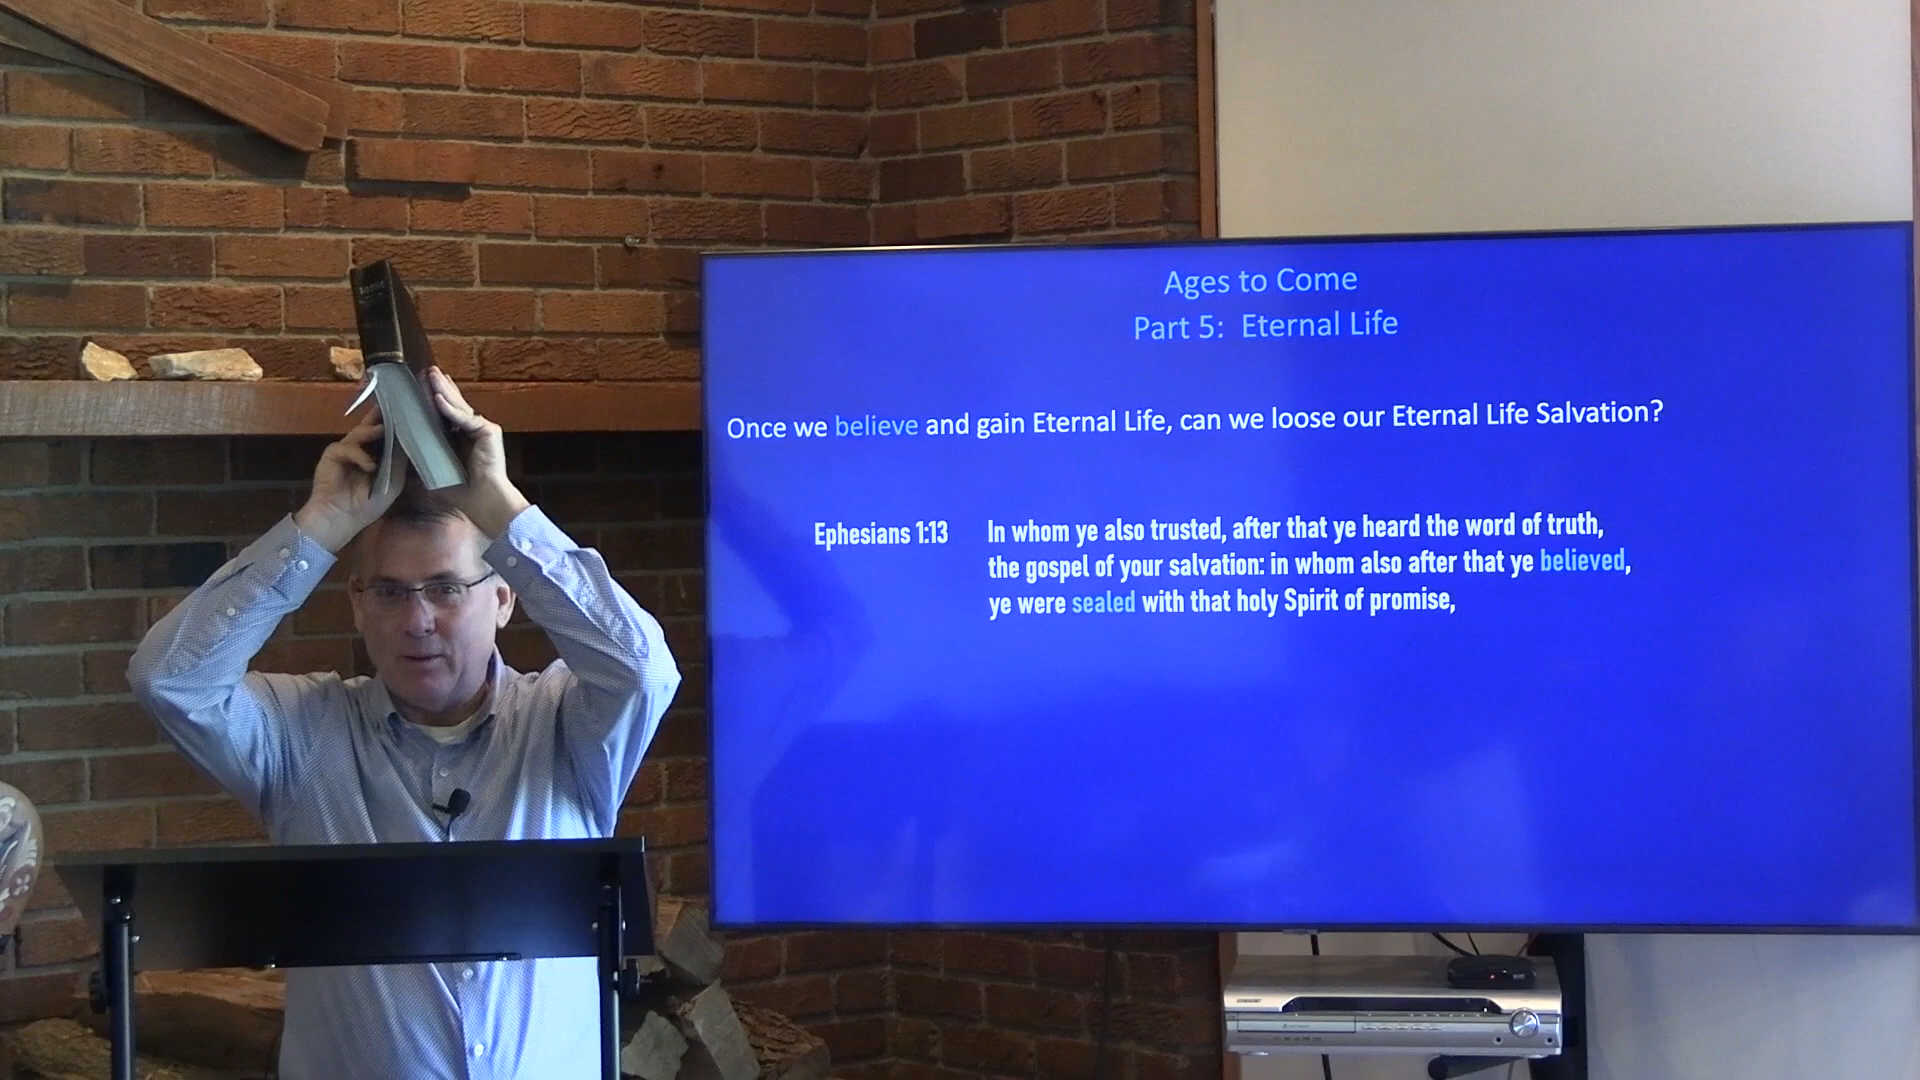 Ages to Come
Part 5: Eternal Life
Once we believe and gain Eternal Life, can we loose our Eternal Life Salvation?
Ephesians 1:13 In whom ye also trusted, after that ye heard the word of truth,
the gospel of your salvation: in whom also after that ye believed,
ye were sealed with that holy Spirit of promise,